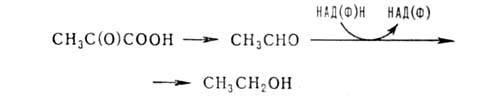 НАД(Ф)Н НАД(Ф)
CH₃C(O)COOH → CH₃CHO →
→ CH₃CH₂OH